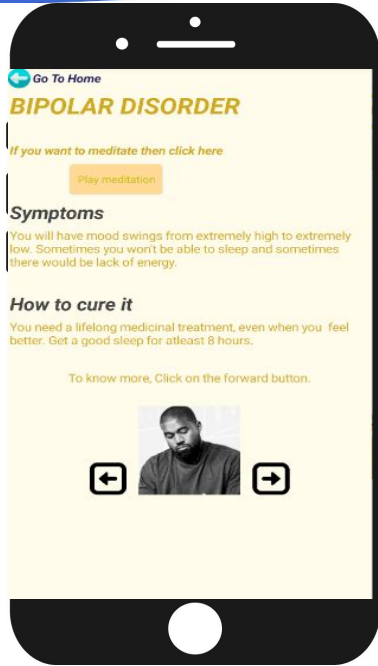 Go To Home
BIPOLAR DISORDER
If you want to meditate then click here
Play meditation
Symptoms
You will have mood swings from extremely high to extremely
low. Sometimes you won't be able to sleep and sometimes
there would be lack of energy.
How to cure it
You need a lifelong medicinal treatment, even when you feel
better. Get a good sleep for atleast 8 hours.
To know more, Click on the forward button.